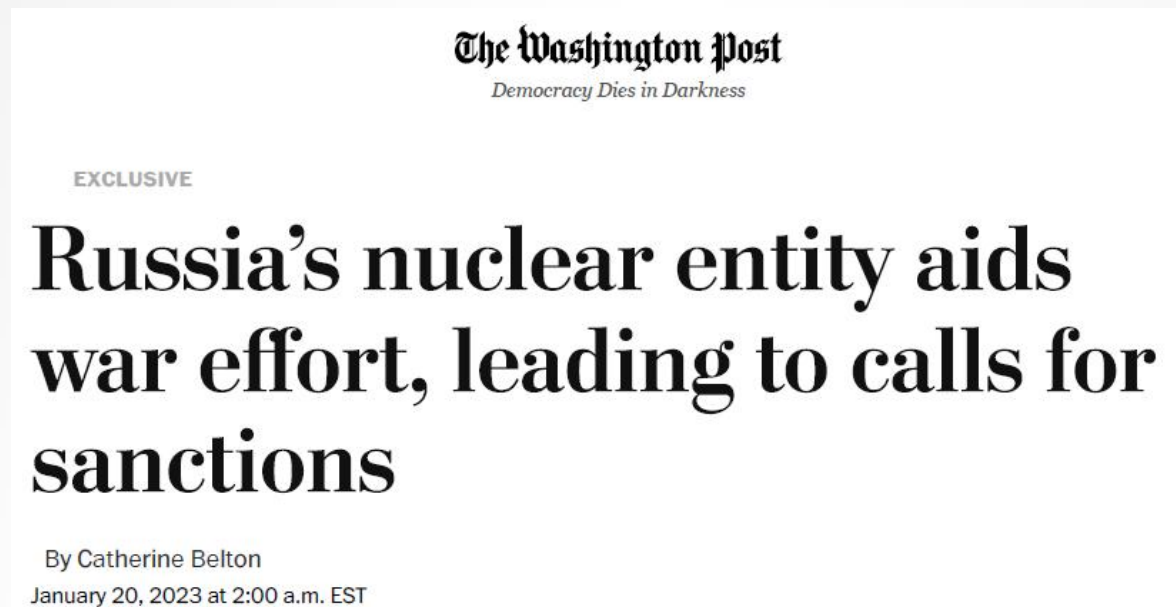 The Washington Post
Democracy Dies in Darkness
EXCLUSIVE
Russia’s nuclear entity aids
war effort, leading to calls for
sanctions
By Catherine Belton
January 20, 2023 at 2:00 a.m. EST